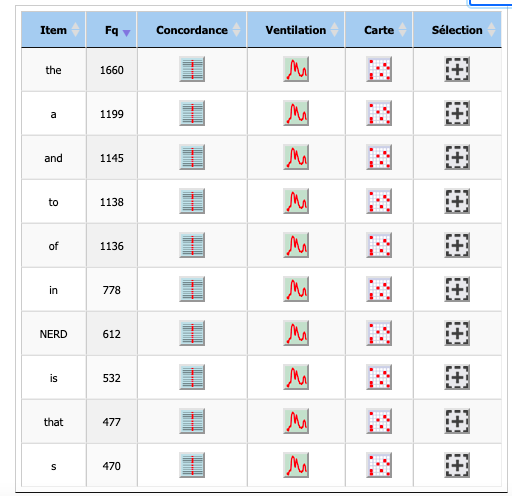 Item Fq Concordance Ventilation Carte Sélection
the 1660
a 1199
and 1145
to 1138
of 1136
in 778
NERD 612
is 532
that 477
s 470